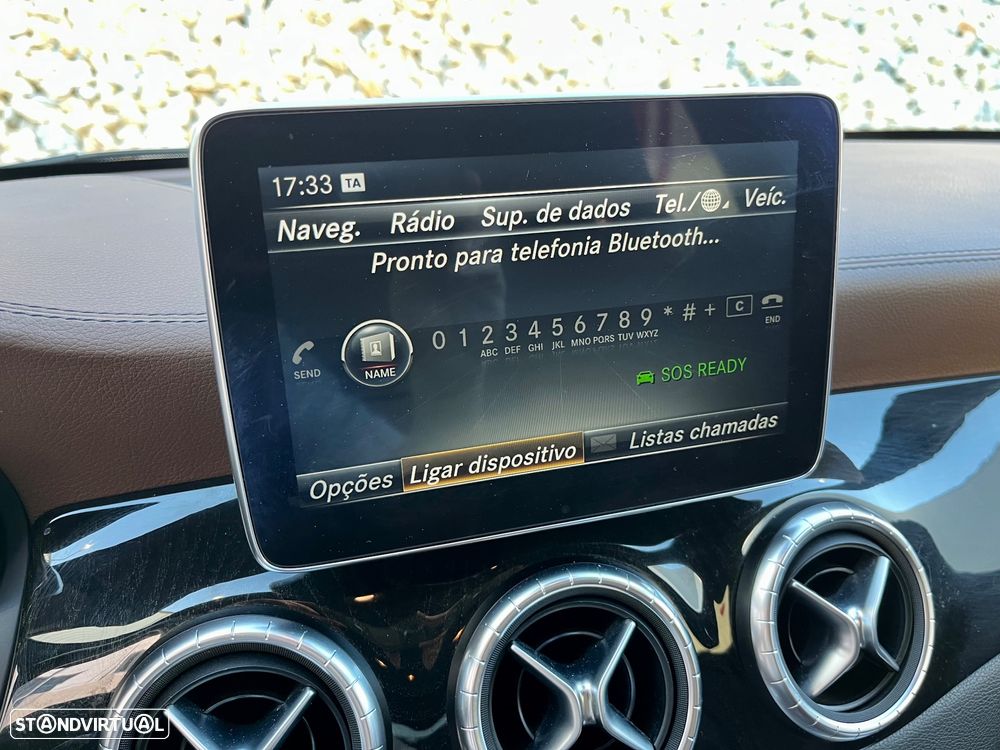 17:33 TA
Naveg. Rádio Sup. de dados Tel./ Veíc.
Pronto para telefonia Bluetooth...
0 1 2 3 4 5 6 7 8 9 * # + C
ABC DEF GHI JKL MNO PQRS TUV WXYZ
SEND NAME END
SOS READY
Opções Ligar dispositivo Listas chamadas
STANDVIRTUAL